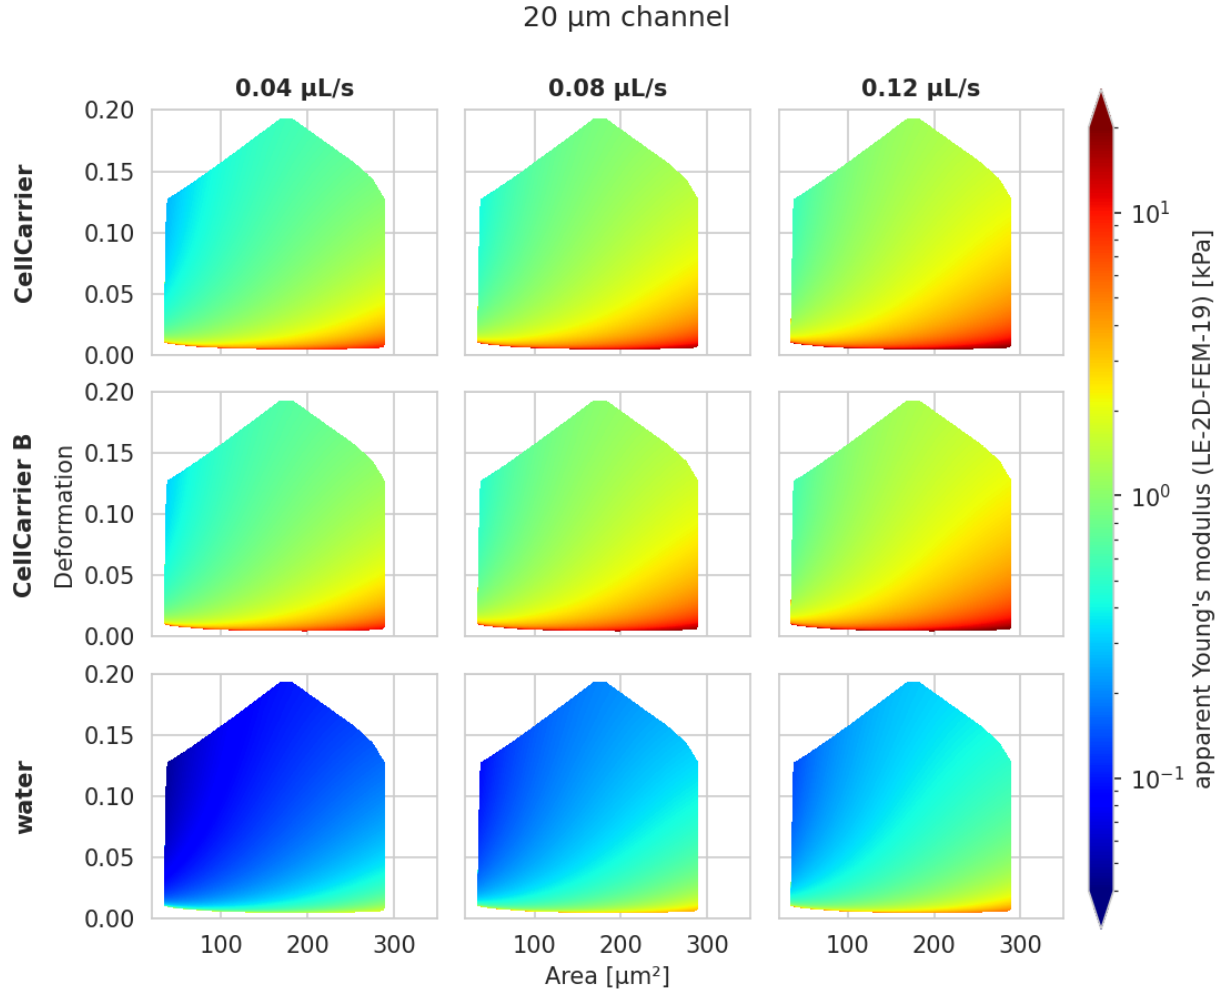 20 µm channel
0.04 µL/s
0.08 µL/s
0.12 µL/s
CellCarrier
0.20
0.15
0.10
0.05
0.00
CellCarrier B
Deformation
0.20
0.15
0.10
0.05
0.00
water
0.20
0.15
0.10
0.05
0.00
100
200
300
100
200
300
100
200
300
Area [µm²]
10¹
10⁰
10⁻¹
apparent Young's modulus (LE-2D-FEM-19) [kPa]